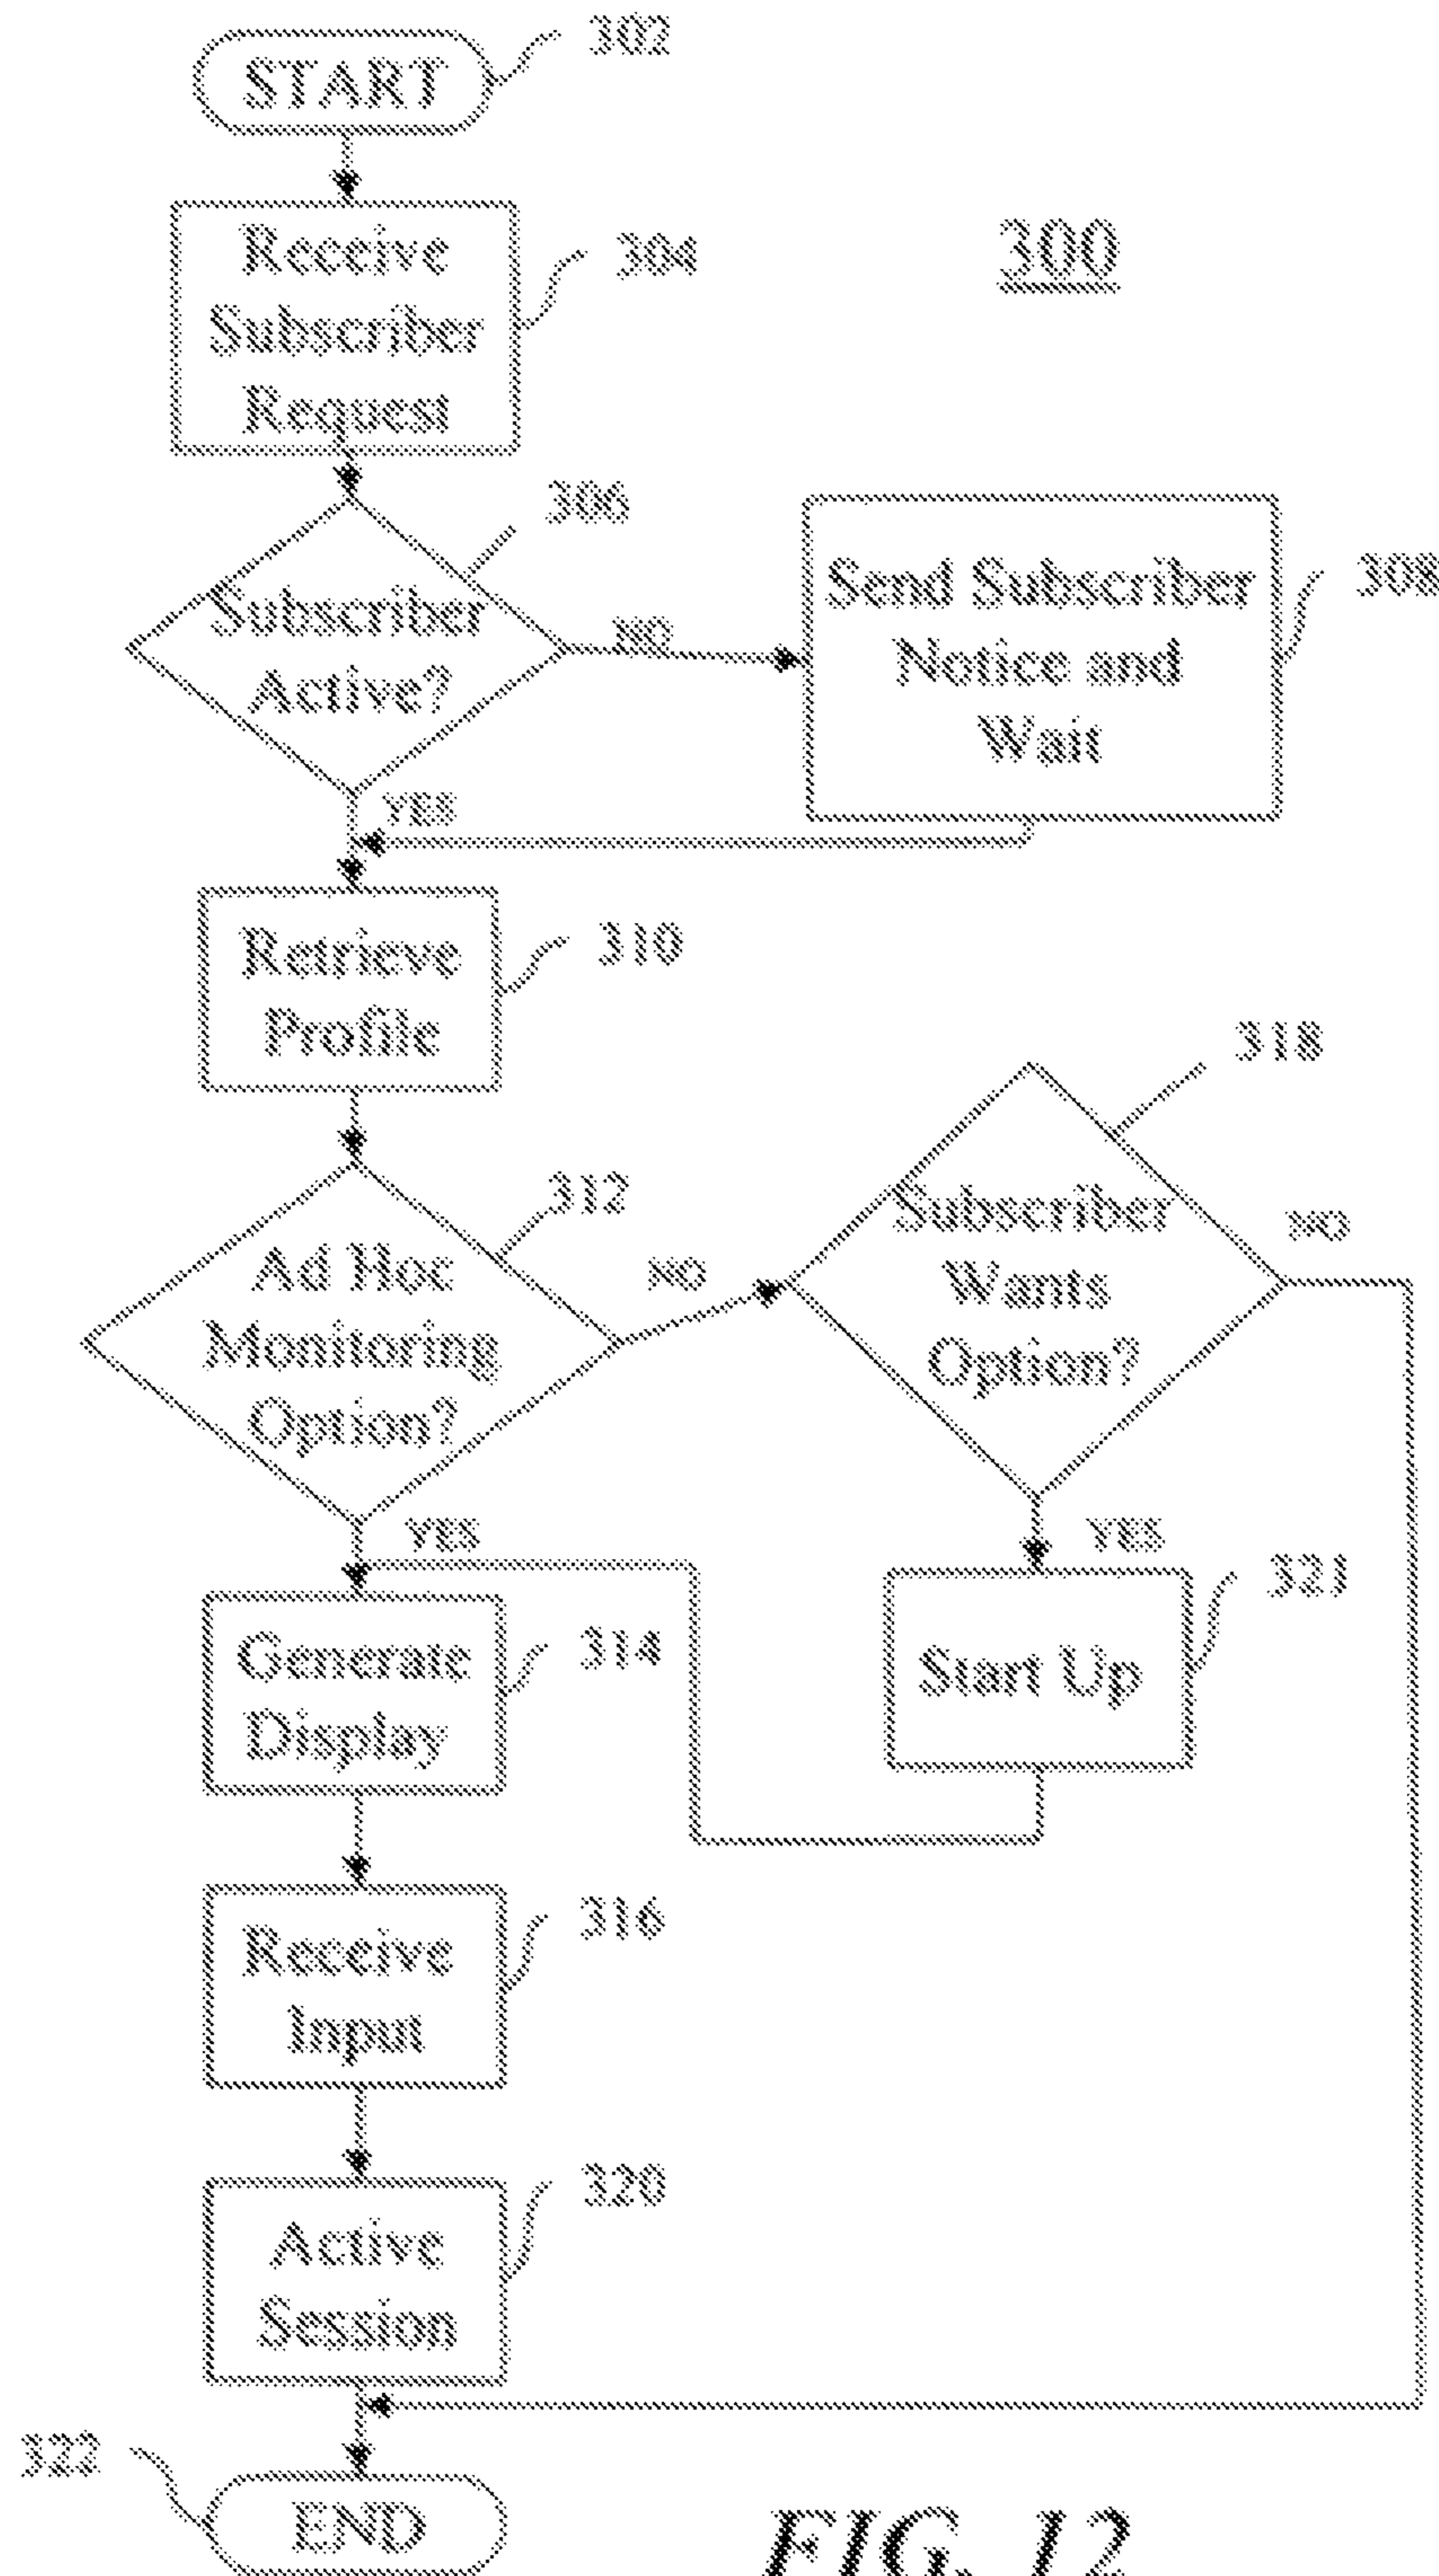 START
302
Receive
Subscriber
Request
304
300
Subscriber
Active?
306
NO
Send Subscriber
Notice and
Wait
308
YES
Retrieve
Profile
310
Ad Hoc
Monitoring
Option?
312
NO
Subscriber
Wants
Option?
318
NO
YES
YES
Generate
Display
314
Start Up
321
Receive
Input
316
Active
Session
320
322
END
FIG. 12